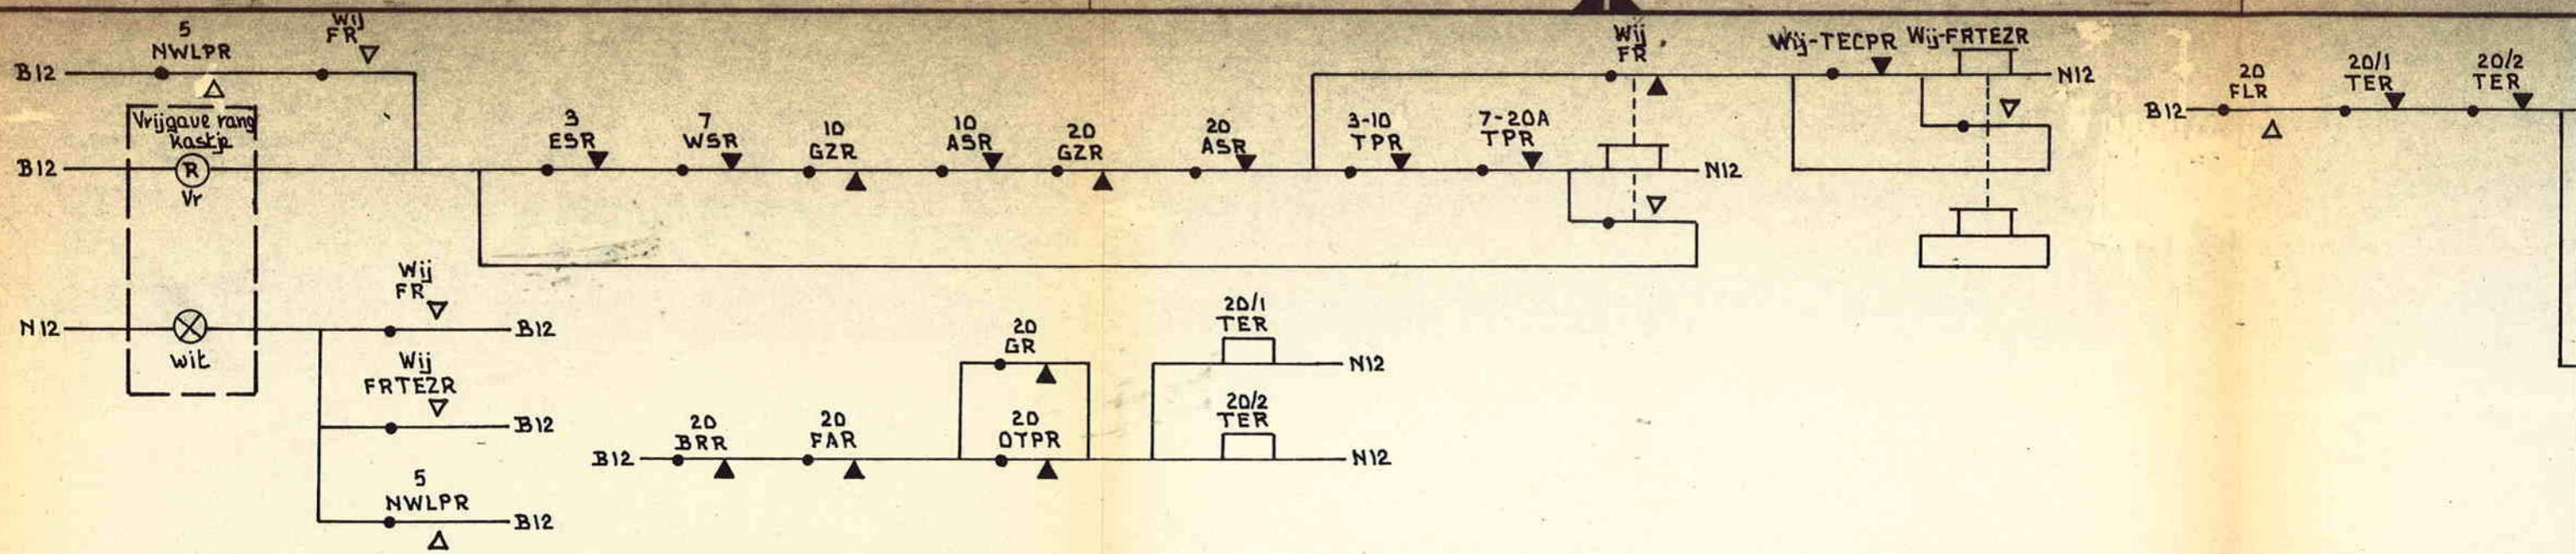 5
NWLPR
Wij
FR
B12
Vrijgave rang
kastje
B12
R
Vr
3
ESR
7
WSR
10
GZR
10
ASR
20
GZR
20
ASR
3-10
TPR
7-20A
TPR
Wij
FR
N12
Wij-TECPR
Wij-FRTEZR
N12
B12
20
FLR
20/1
TER
20/2
TER
N12
wit
Wij
FR
B12
Wij
FRTEZR
B12
5
NWLPR
B12
B12
20
BRR
20
FAR
20
GR
20
OTPR
20/1
TER
N12
20/2
TER
N12